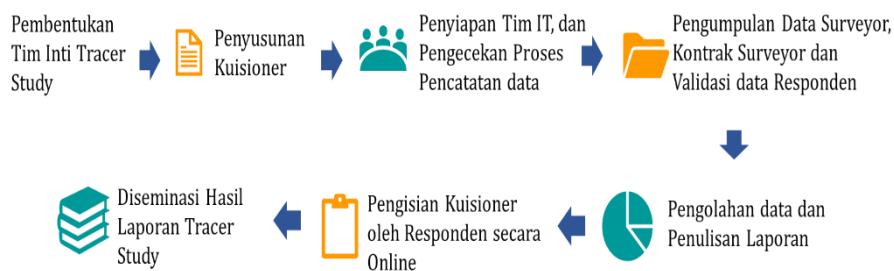 Pembentukan
Tim Inti Tracer
Study
Penyusunan
Kuisioner
Penyiapan Tim IT, dan
Pengecekan Proses
Pencatatan data
Pengumpulan Data Surveyor,
Kontrak Surveyor dan
Validasi data Responden
Pengolahan data dan
Penulisan Laporan
Pengisian Kuisioner
oleh Responden secara
Online
Diseminasi Hasil
Laporan Tracer
Study